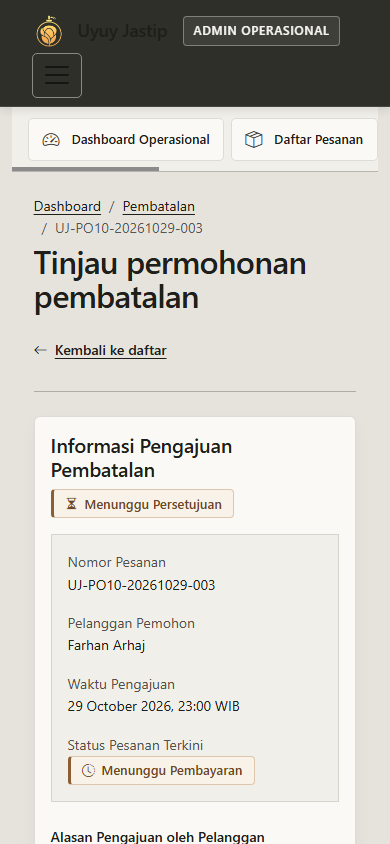 Uyuy Jastip
ADMIN OPERASIONAL
Dashboard Operasional
Daftar Pesanan
Dashboard / Pembatalan
/ UJ-PO10-20261029-003
Tinjau permohonan
pembatalan
← Kembali ke daftar
Informasi Pengajuan
Pembatalan
Menunggu Persetujuan
Nomor Pesanan
UJ-PO10-20261029-003
Pelanggan Pemohon
Farhan Arhaj
Waktu Pengajuan
29 October 2026, 23:00 WIB
Status Pesanan Terkini
Menunggu Pembayaran
Alasan Pengajuan oleh Pelanggan